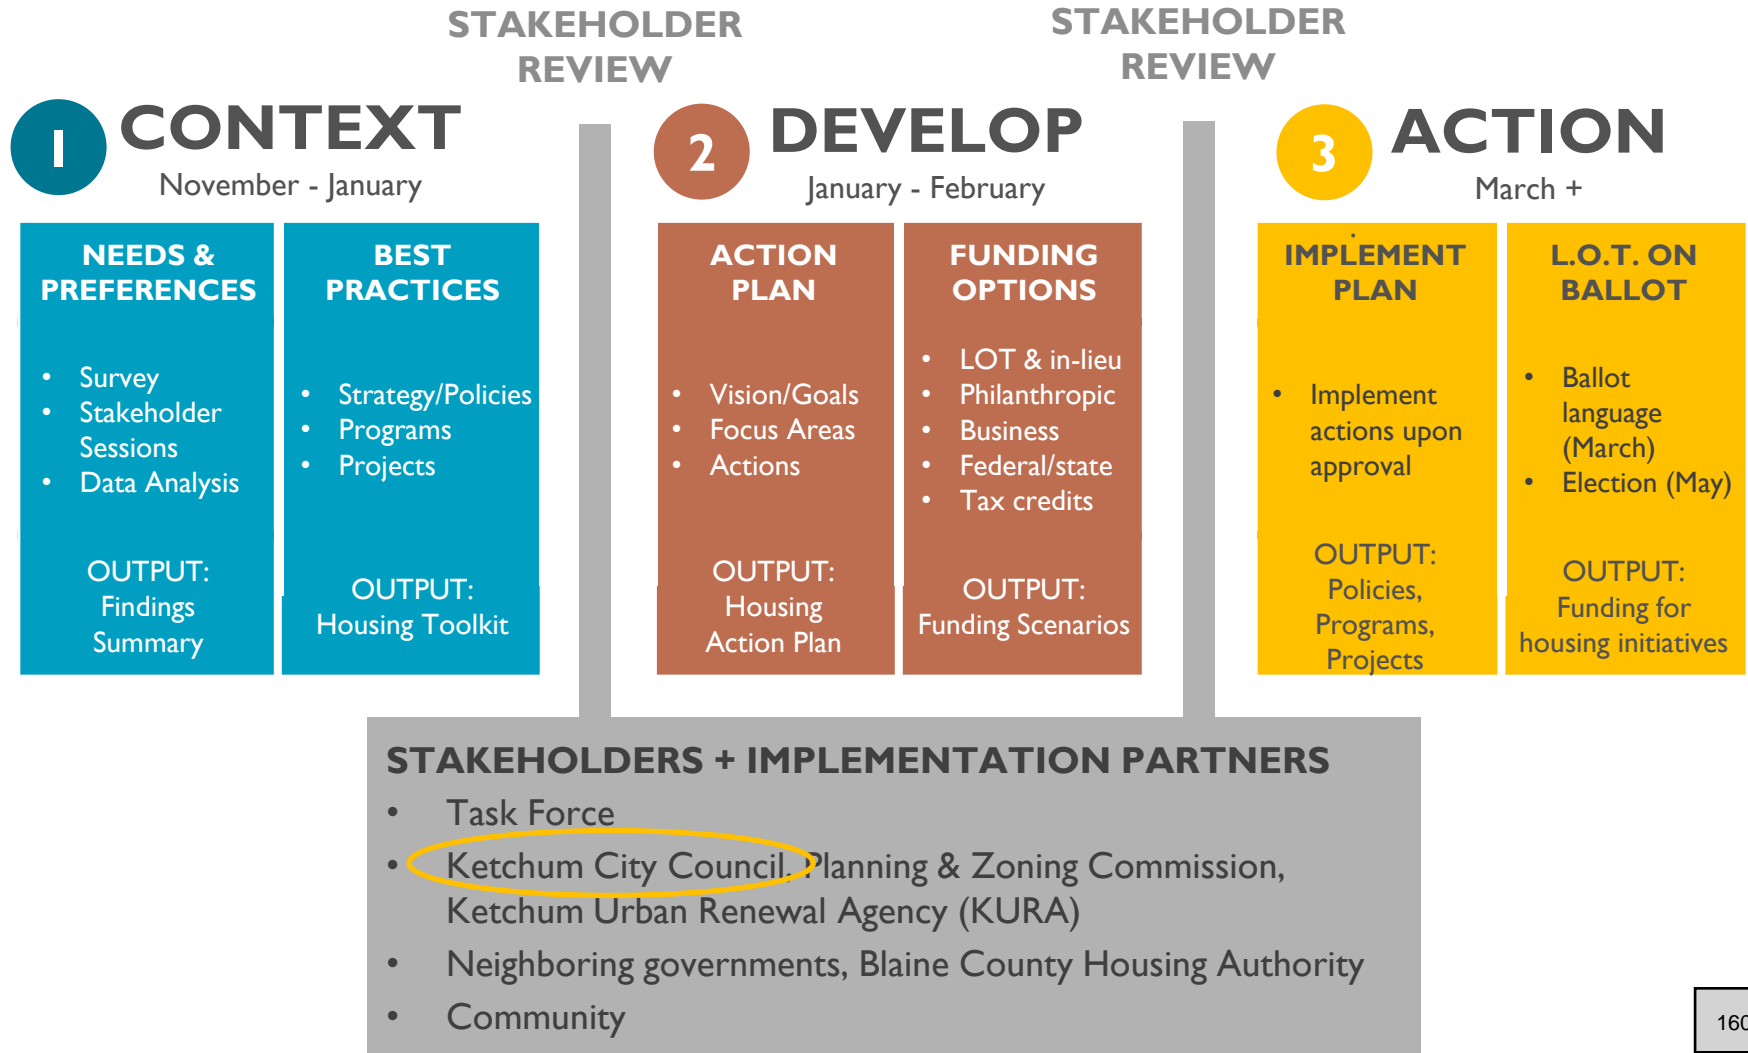 STAKEHOLDER
REVIEW
STAKEHOLDER
REVIEW
1
CONTEXT
November - January
2
DEVELOP
January - February
3
ACTION
March +
NEEDS &
PREFERENCES
• Survey
• Stakeholder
Sessions
• Data Analysis
OUTPUT:
Findings
Summary
BEST
PRACTICES
• Strategy/Policies
• Programs
• Projects
OUTPUT:
Housing Toolkit
ACTION
PLAN
• Vision/Goals
• Focus Areas
• Actions
OUTPUT:
Housing
Action Plan
FUNDING
OPTIONS
• LOT & in-lieu
• Philanthropic
• Business
• Federal/state
• Tax credits
OUTPUT:
Funding Scenarios
IMPLEMENT
PLAN
• Implement
actions upon
approval
OUTPUT:
Policies,
Programs,
Projects
L.O.T. ON
BALLOT
• Ballot
language
(March)
• Election (May)
OUTPUT:
Funding for
housing initiatives
STAKEHOLDERS + IMPLEMENTATION PARTNERS
• Task Force
• Ketchum City Council, Planning & Zoning Commission,
Ketchum Urban Renewal Agency (KURA)
• Neighboring governments, Blaine County Housing Authority
• Community
160